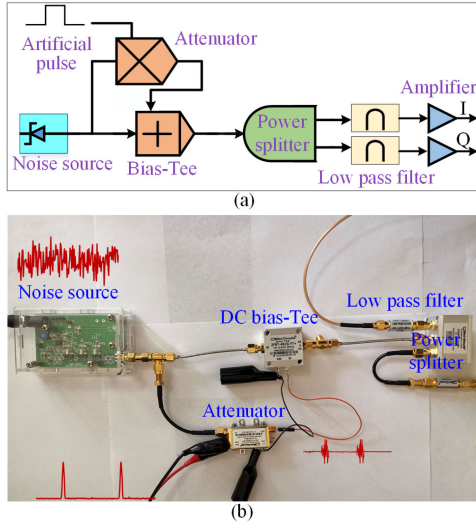 Artificial
pulse
Attenuator
Amplifier
I
Q
Noise source
Bias-Tee
Power
splitter
Low pass filter
(a)
Noise source
Low pass filter
DC bias-Tee
Power
splitter
Attenuator
(b)